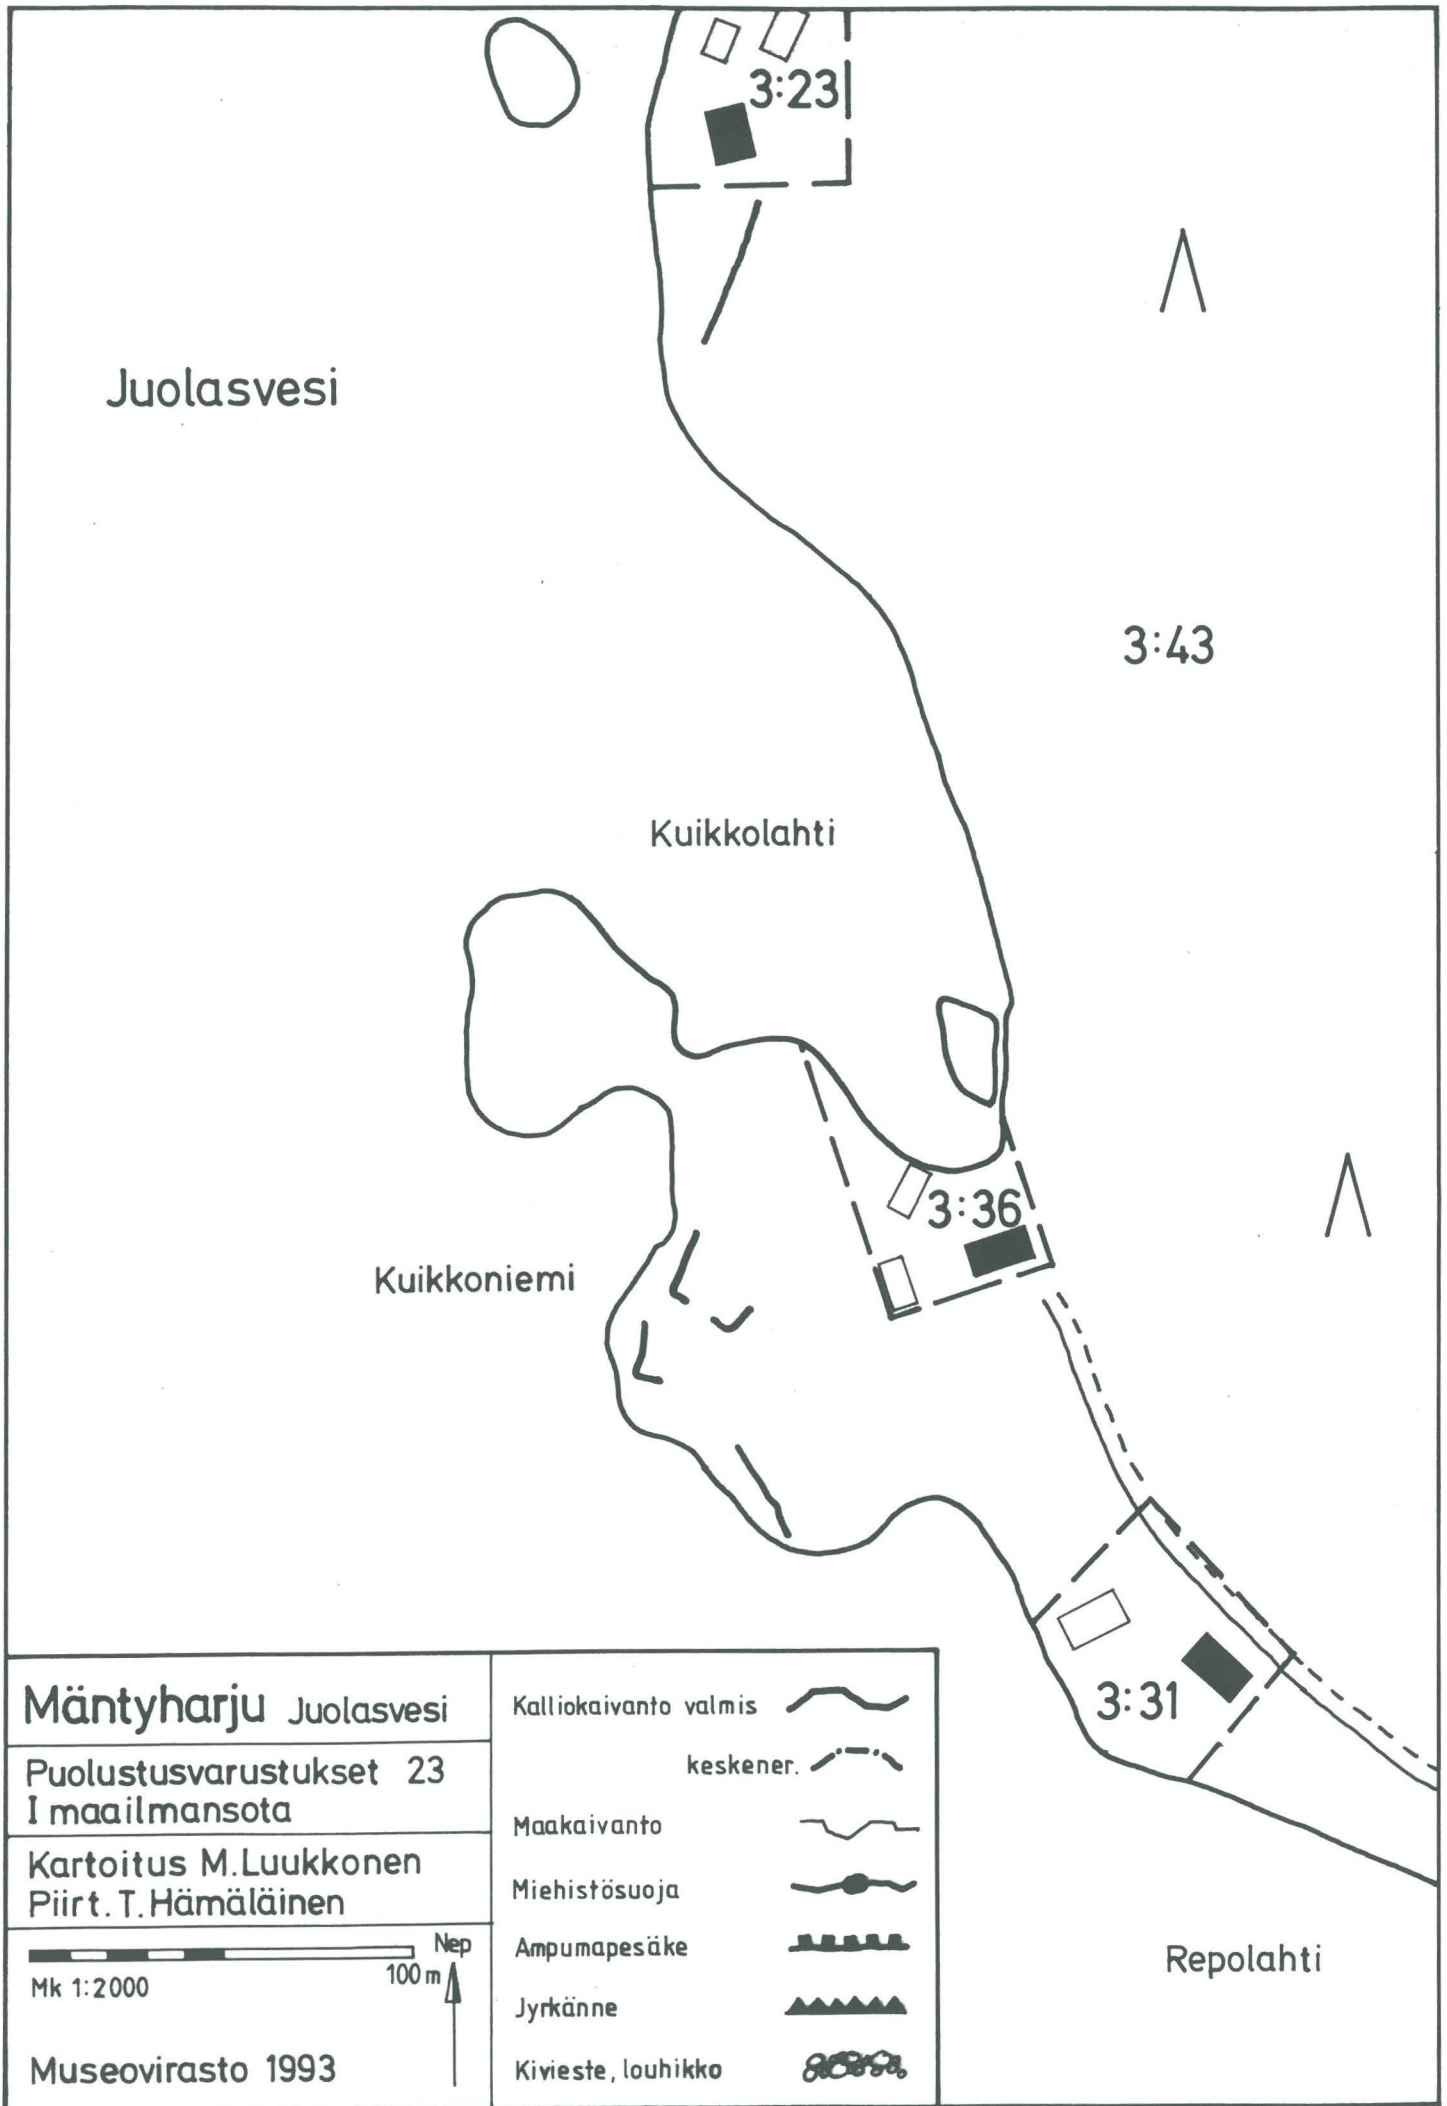 3:23
Juolasvesi
3:43
Kuikkolahti
3:36
Kuikkoniemi
3:31
Repolahti
Mäntyharju Juolasvesi
Puolustusvarustukset 23
I maailmansota
Kartoitus M.Luukkonen
Piirt. T. Hämäläinen
Nep
100 m
Mk 1:2000
Museovirasto 1993
Kalliokaivanto valmis
keskener.
Maakaivanto
Miehistösuoja
Ampumapesäke
Jyrkänne
Kivieste, louhikko